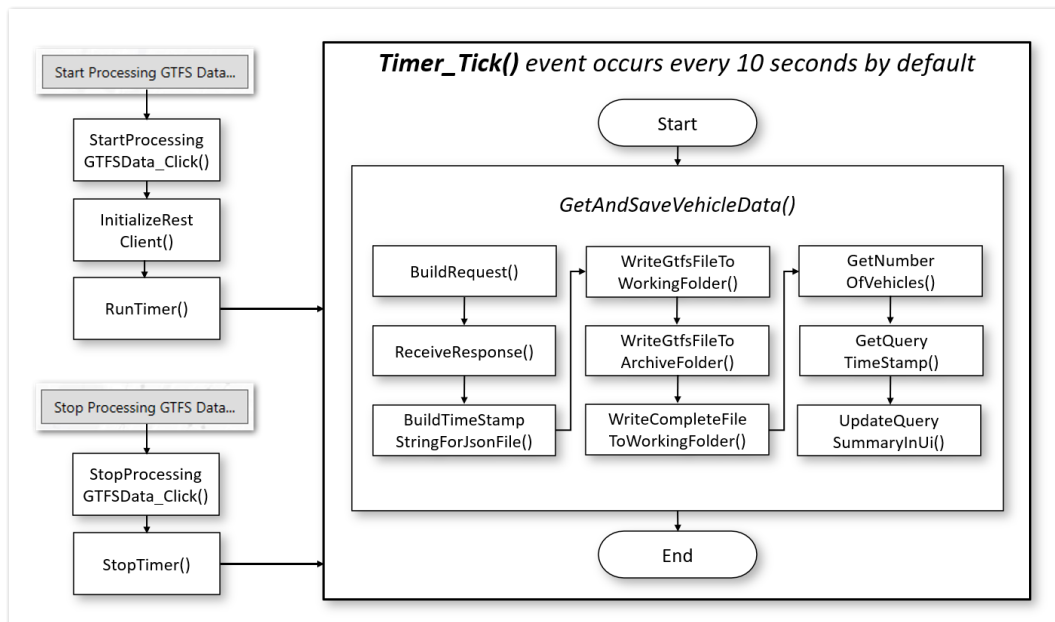 Start Processing GTFS Data...
StartProcessing
GTFSData_Click()
InitializeRest
Client()
RunTimer()
Stop Processing GTFS Data...
StopProcessing
GTFSData_Click()
StopTimer()
Timer_Tick() event occurs every 10 seconds by default
Start
GetAndSaveVehicleData()
BuildRequest()
ReceiveResponse()
BuildTimeStamp
StringForJsonFile()
WriteGtfsFileTo
WorkingFolder()
WriteGtfsFileTo
ArchiveFolder()
WriteCompleteFile
ToWorkingFolder()
GetNumber
OfVehicles()
GetQuery
TimeStamp()
UpdateQuery
SummaryInUi()
End